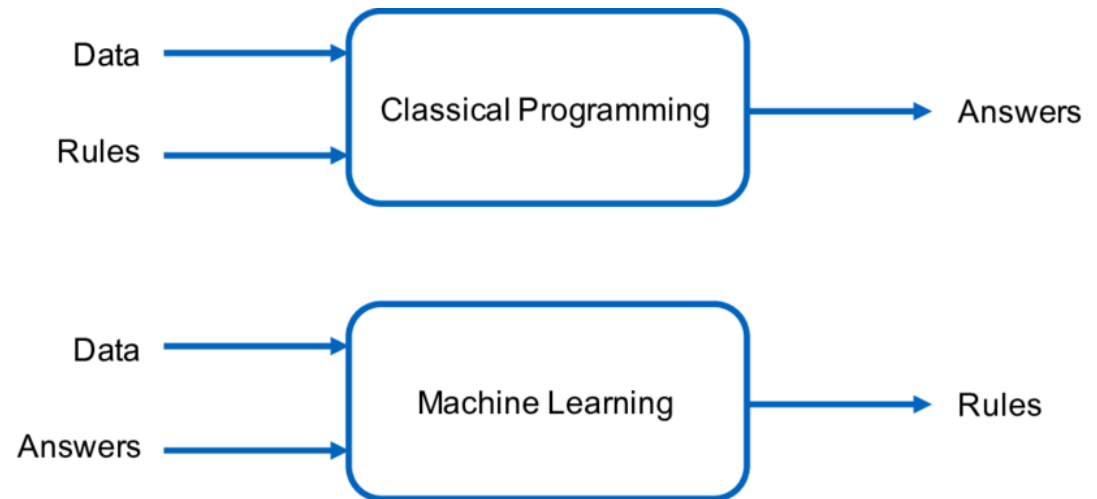 Data
Rules
Classical Programming
Answers
Data
Answers
Machine Learning
Rules